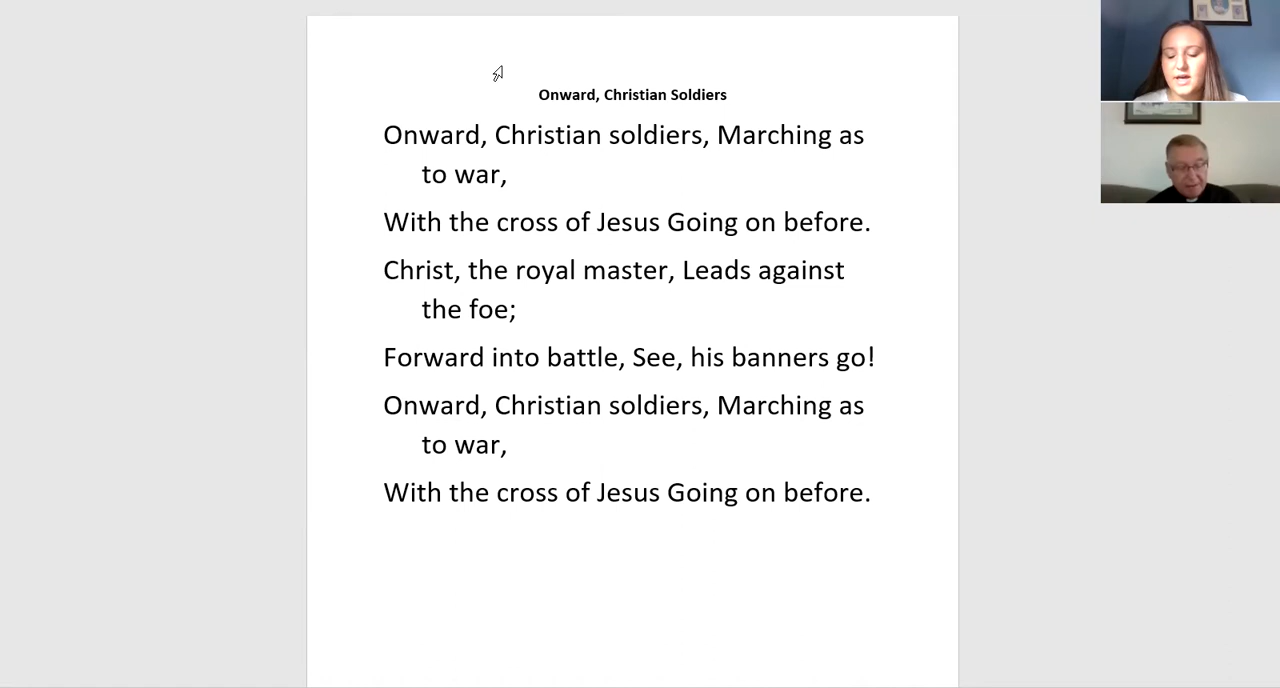 Onward, Christian Soldiers
Onward, Christian soldiers, Marching as
to war,
With the cross of Jesus Going on before.
Christ, the royal master, Leads against
the foe;
Forward into battle, See, his banners go!
Onward, Christian soldiers, Marching as
to war,
With the cross of Jesus Going on before.